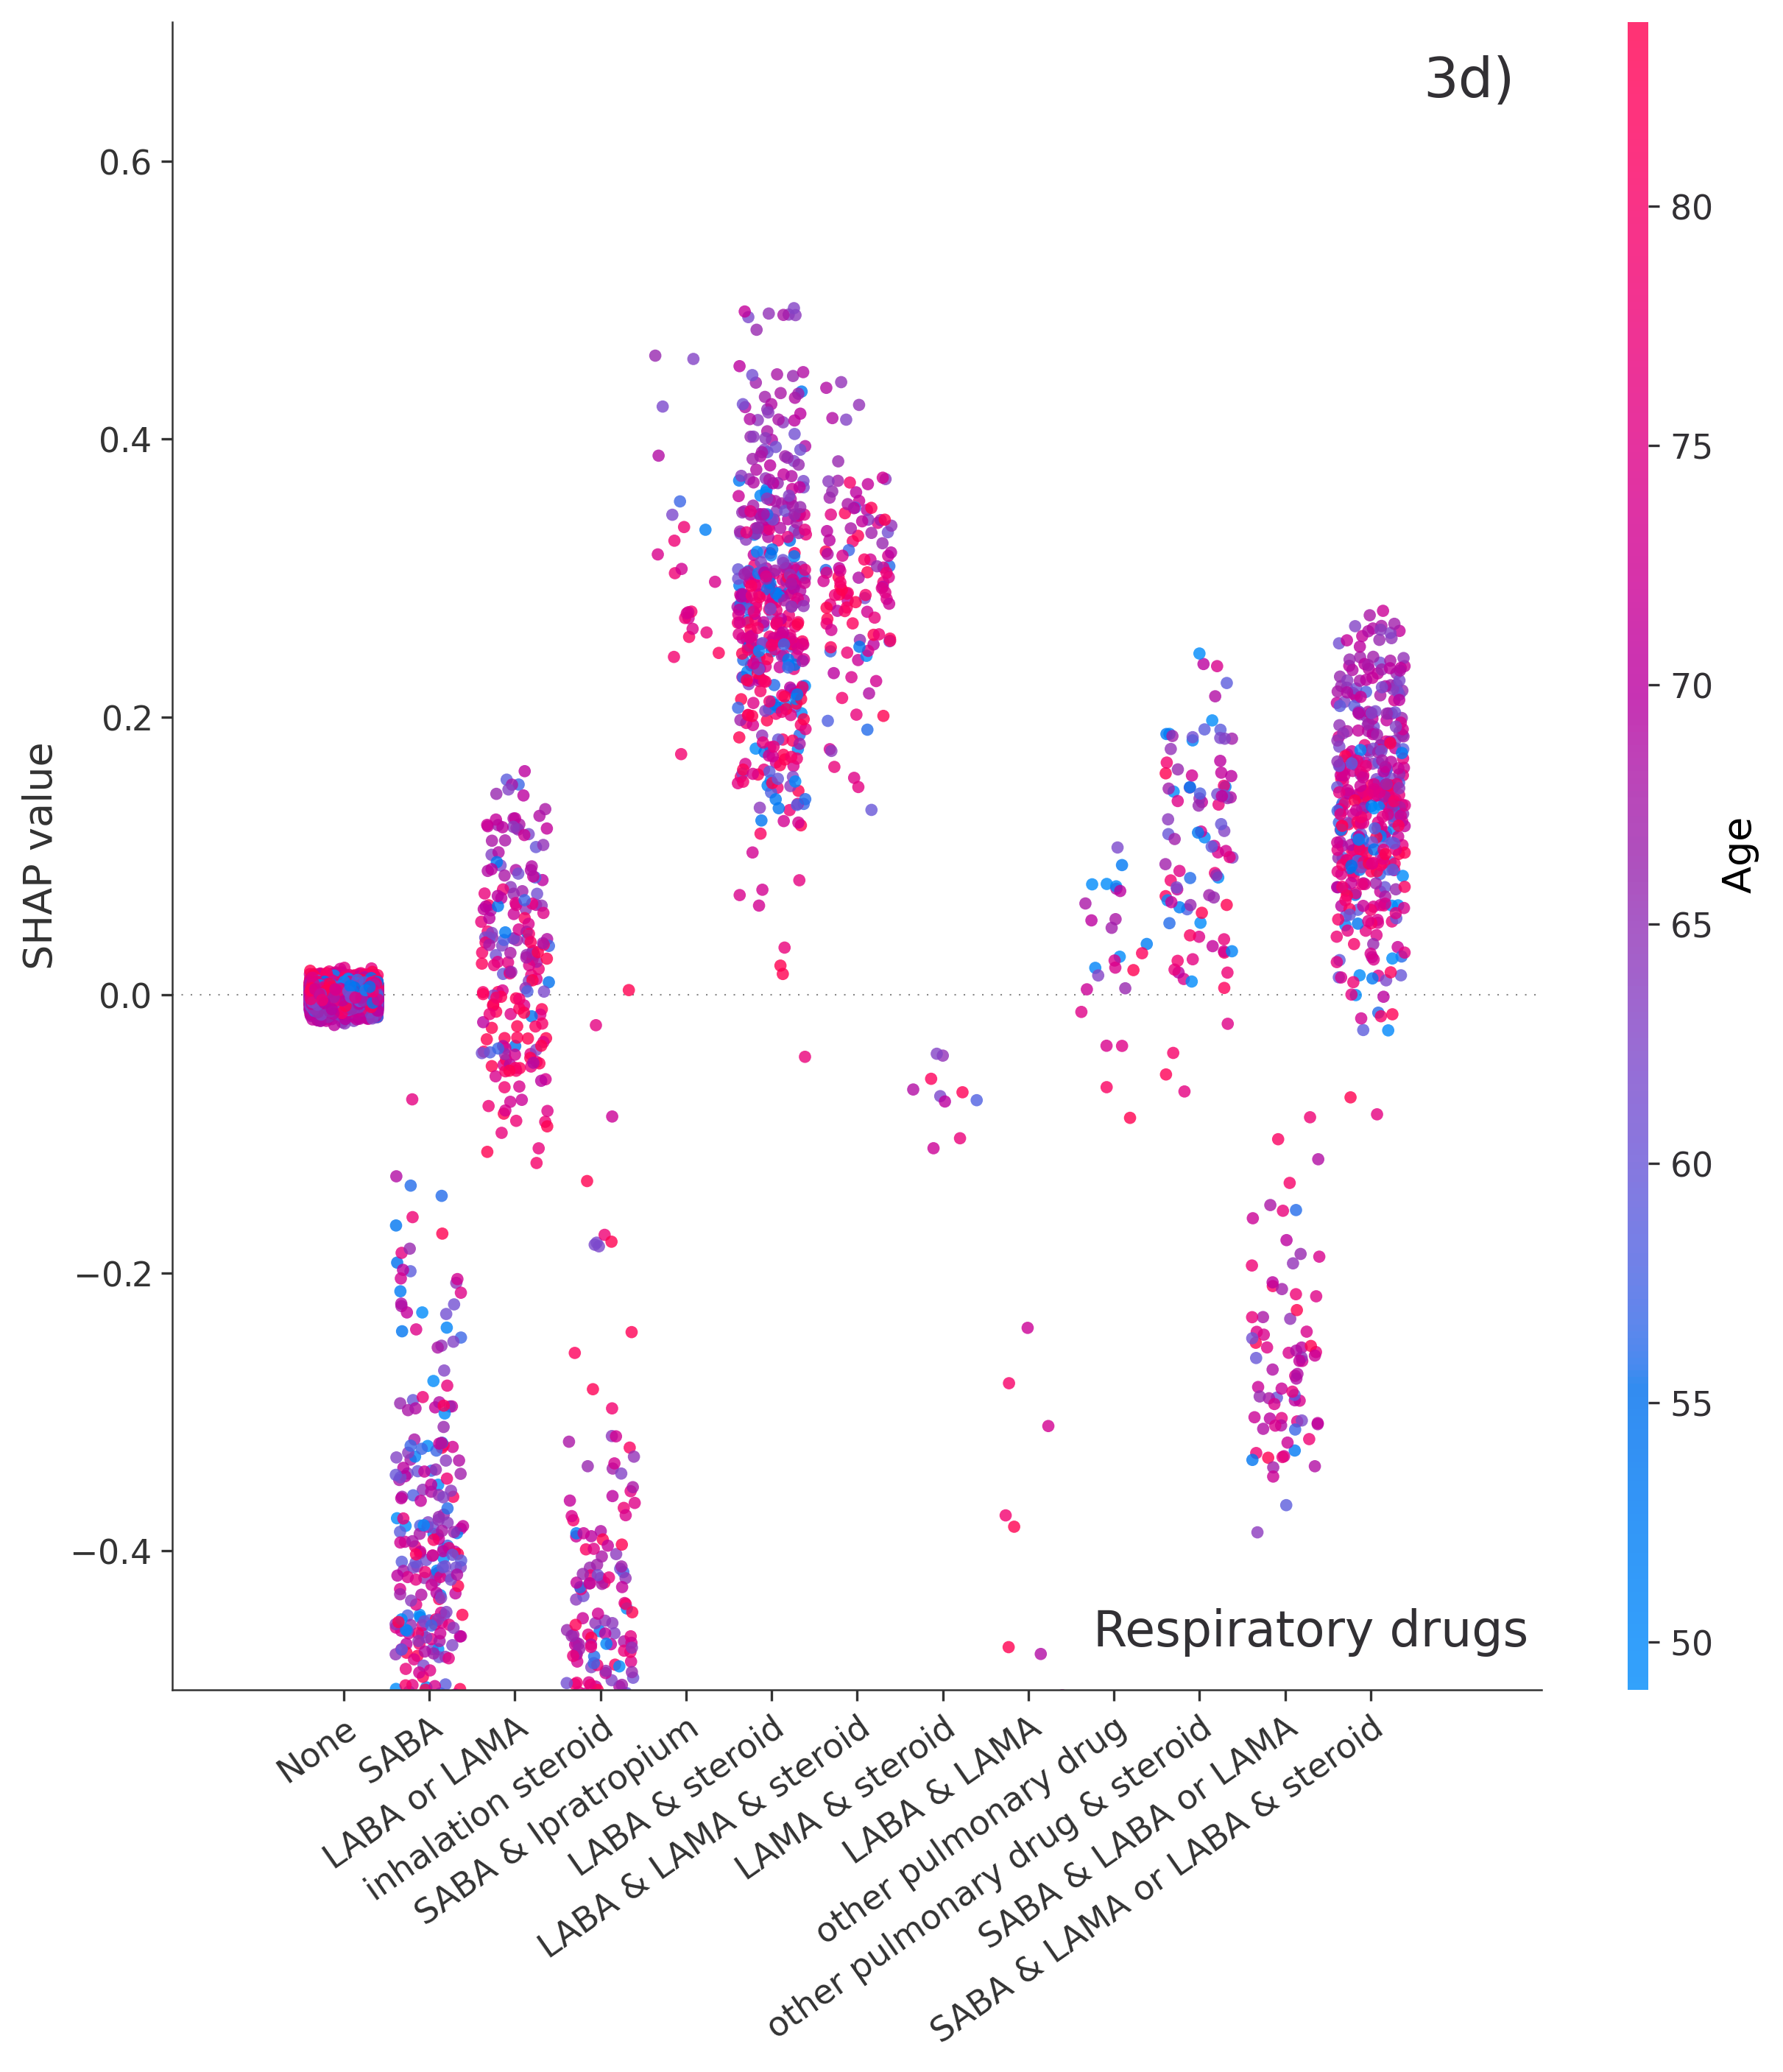 3d)
0.6
0.4
0.2
0.0
−0.2
−0.4
SHAP value
80
75
70
65
60
55
50
Age
Respiratory drugs
None
SABA
LABA or LAMA
inhalation steroid
SABA & Ipratropium
LABA & steroid
LABA & LAMA & steroid
LAMA & steroid
LABA & LAMA
other pulmonary drug
other pulmonary drug & steroid
SABA & LABA or LAMA
SABA & LAMA or LABA & steroid